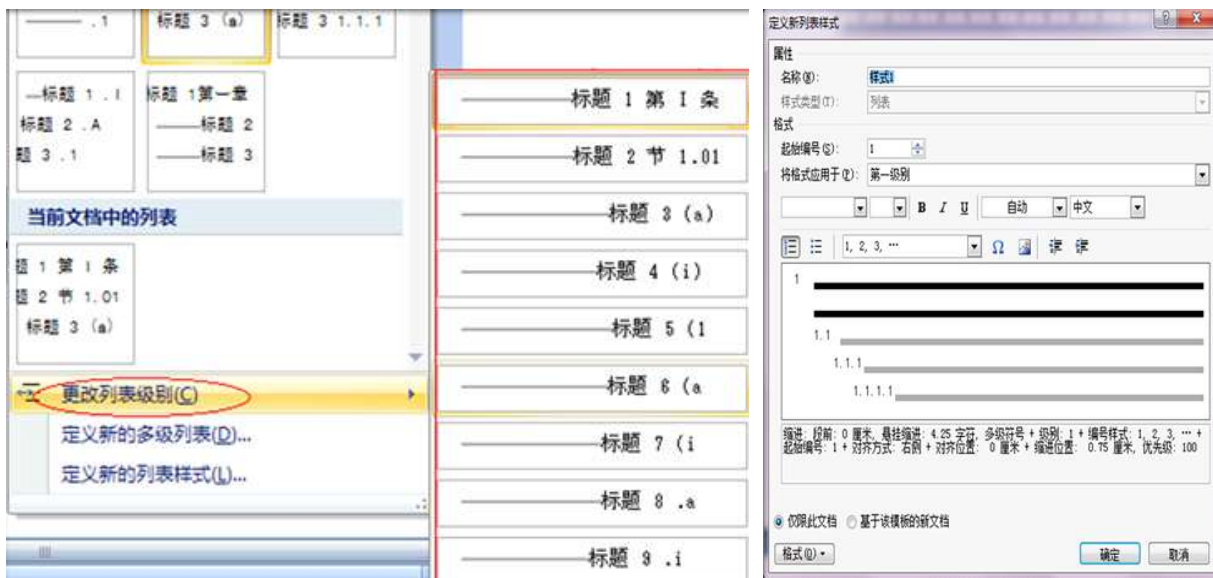 .1
标题 3 (a)
标题 3 1.1.1
标题 1 . I
标题 2 . A
题 3 . 1
标题 1第一章
标题 2
标题 3
当前文档中的列表
题 1 第 I 条
题 2 节 1.01
标题 3 (a)
更改列表级别(C)
定义新的多级列表(D)...
定义新的列表样式(L)...
标题 1 第 I 条
标题 2 节 1.01
标题 3 (a)
标题 4 (i)
标题 5 (1
标题 6 (a
标题 7 (i
标题 8 .a
标题 9 .i
定义新列表样式
属性
名称(N): 样式1
样式类型(T): 列表
格式
起始编号(S): 1
将格式应用于(P): 第一级别
B I U 自动 中文
1, 2, 3, … Ω
1
1.1
1.1.1
1.1.1.1
缩进: 段前: 0 厘米, 悬挂缩进: 4.25 字符, 多级符号 + 级别: 1 + 编号样式: 1, 2, 3, … +
起始编号: 1 + 对齐方式: 右侧 + 对齐位置: 0 厘米 + 缩进位置: 0.75 厘米, 优先级: 100
仅限此文档 基于该模板的新文档
格式(O)
确定 取消